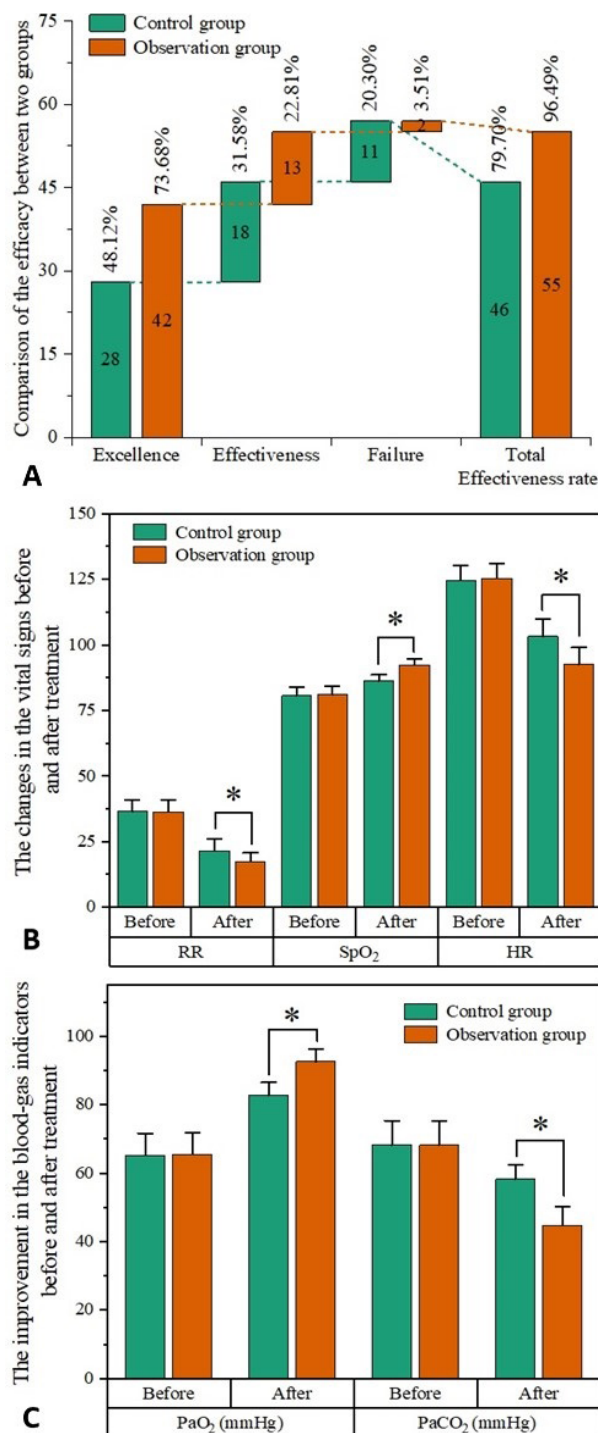 Control group
Observation group
Comparison of the efficacy between two groups
75
60
45
30
15
0
48.12%
73.68%
31.58%
22.81%
20.30%
3.51%
79.70%
96.49%
28
42
18
13
11
2
46
55
Excellence
Effectiveness
Failure
Total
Effectiveness rate
A
Control group
Observation group
The changes in the vital signs before
and after treatment
150
125
100
75
50
25
0
*
*
*
Before
After
Before
After
Before
After
RR
SpO₂
HR
B
Control group
Observation group
The improvement in the blood-gas indicators
before and after treatment
100
80
60
40
20
0
*
*
Before
After
Before
After
PaO₂ (mmHg)
PaCO₂ (mmHg)
C